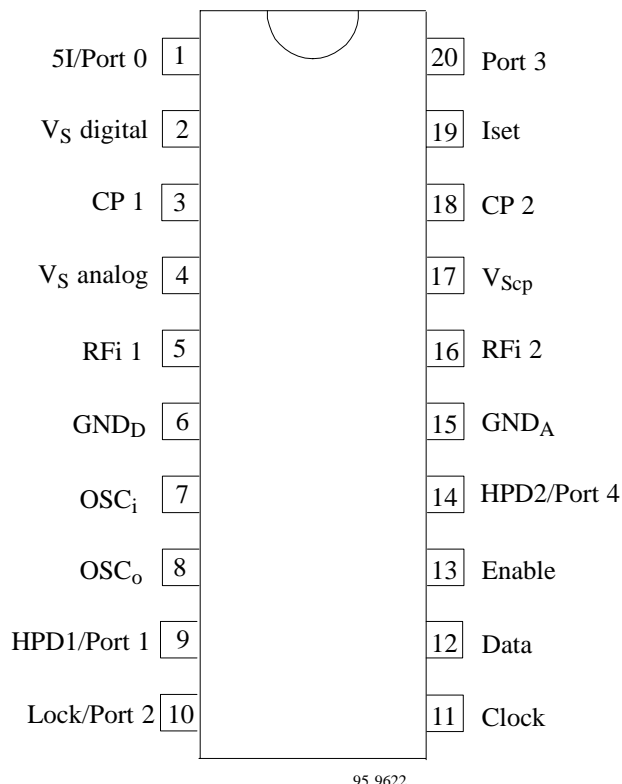 5I/Port 0 1 20 Port 3
VS digital 2 19 Iset
CP 1 3 18 CP 2
VS analog 4 17 VScp
RFi 1 5 16 RFi 2
GNDD 6 15 GNDA
OSCi 7 14 HPD2/Port 4
OSCo 8 13 Enable
HPD1/Port 1 9 12 Data
Lock/Port 2 10 11 Clock
95 9622